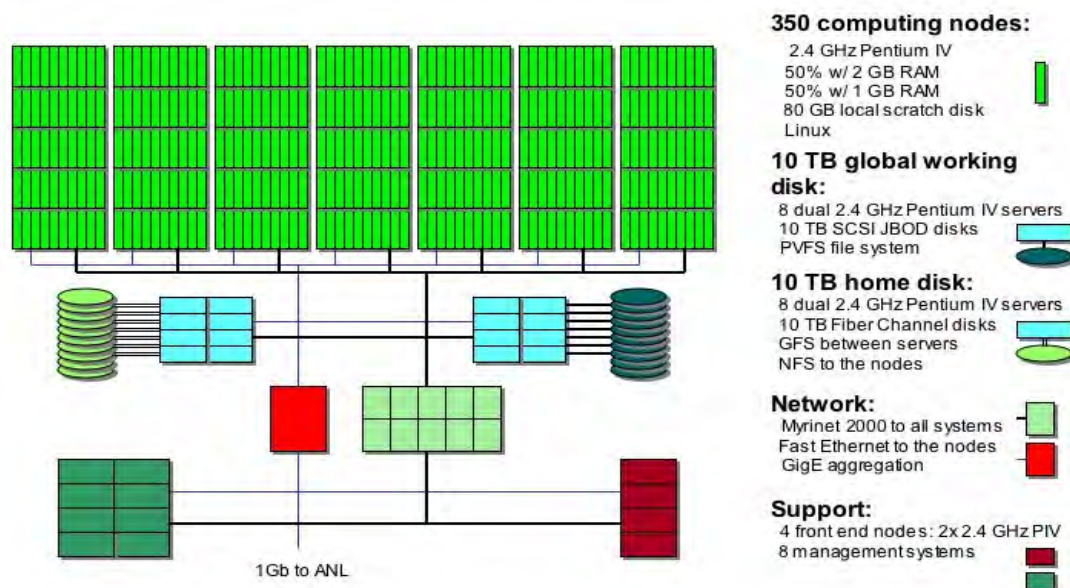 350 computing nodes:
2.4 GHz Pentium IV
50% w/ 2 GB RAM
50% w/ 1 GB RAM
80 GB local scratch disk
Linux
10 TB global working
disk:
8 dual 2.4 GHz Pentium IV servers
10 TB SCSI JBOD disks
PVFS file system
10 TB home disk:
8 dual 2.4 GHz Pentium IV servers
10 TB Fiber Channel disks
GFS between servers
NFS to the nodes
Network:
Myrinet 2000 to all systems
Fast Ethernet to the nodes
GigE aggregation
Support:
4 front end nodes: 2x 2.4 GHz PIV
8 management systems
1Gb to ANL